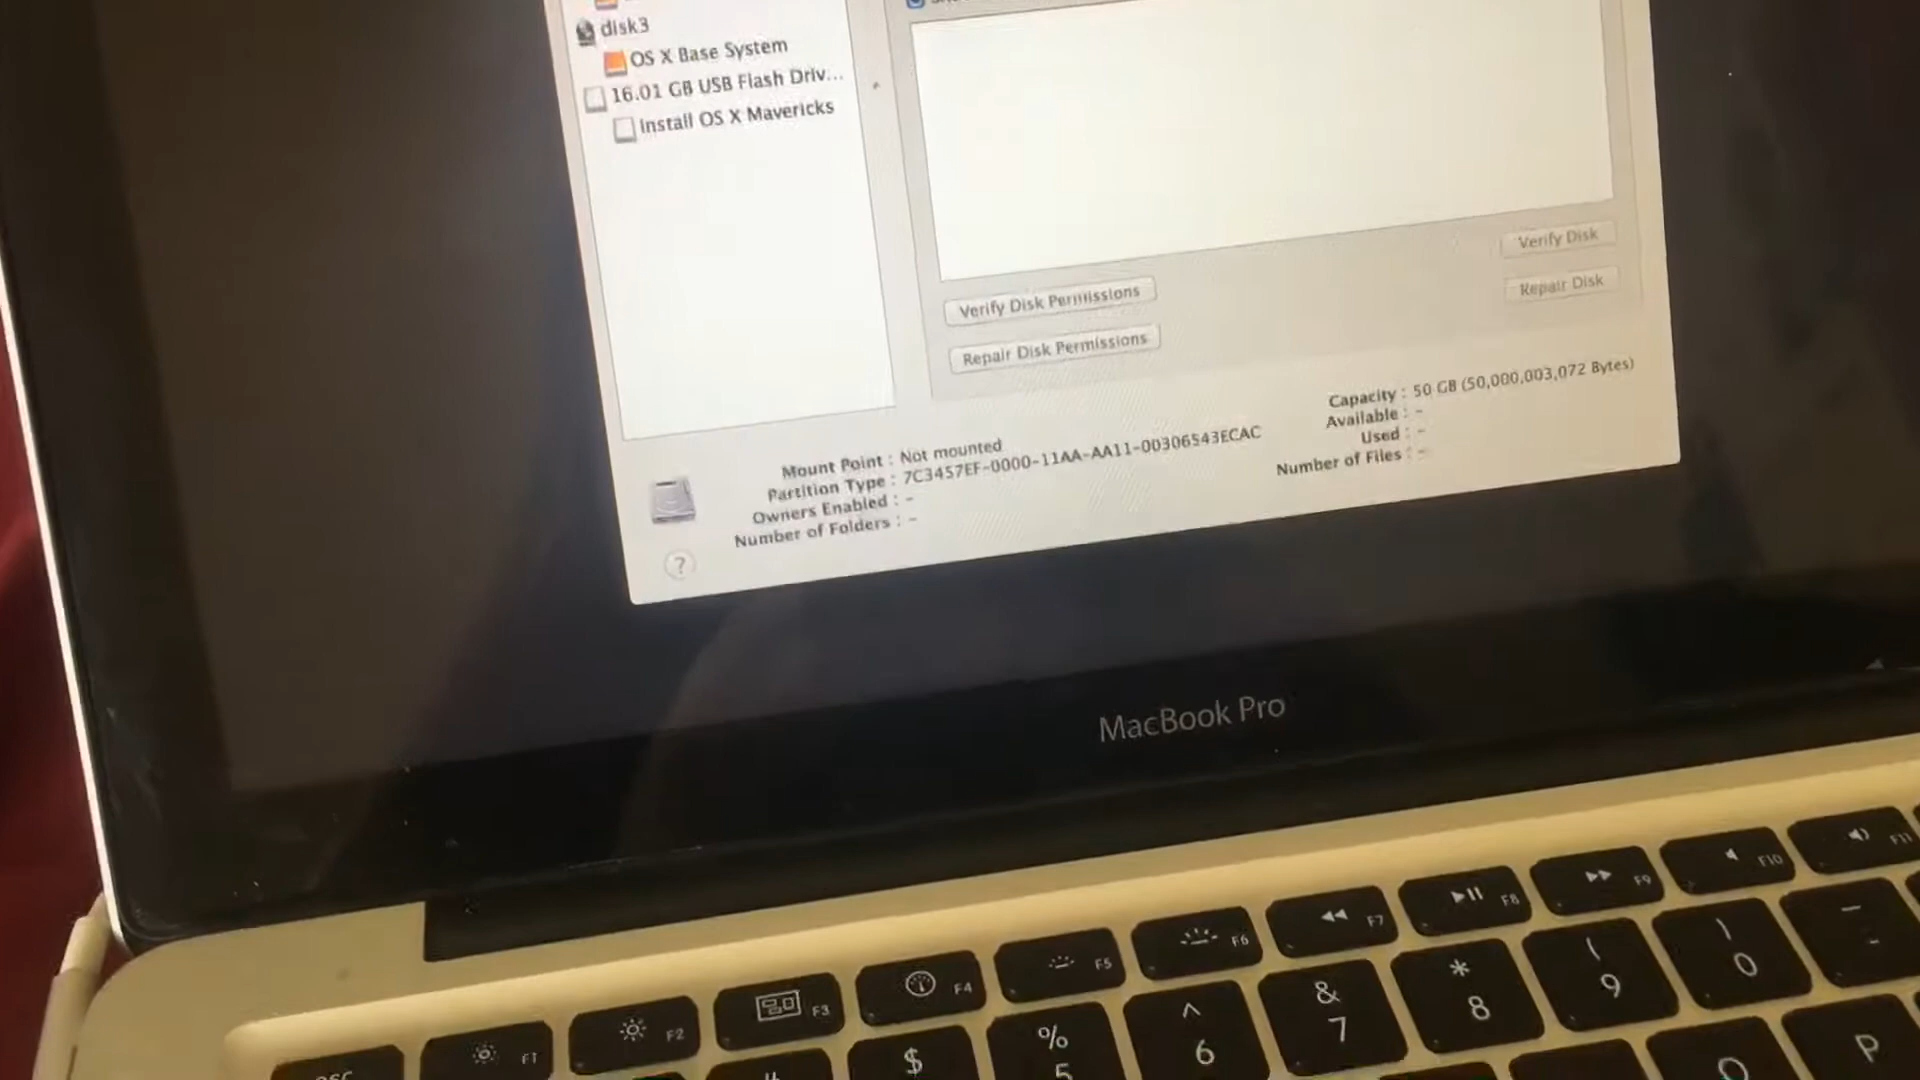 disk3
OS X Base System
16.01 GB USB Flash Driv...
Install OS X Mavericks
Verify Disk
Verify Disk Permissions
Repair Disk
Repair Disk Permissions
Mount Point : Not mounted
Partition Type : 7C3457EF-0000-11AA-AA11-00306543ECAC
Owners Enabled : -
Number of Folders : -
Capacity : 50 GB (50,000,003,072 Bytes)
Available : -
Used : -
Number of Files : -
?
MacBook Pro
F1 F2 F3 F4 F5 F6 F7 F8 F9 F10 F11
$ % ^ & * ( ) _
5 6 7 8 9 0 -
P